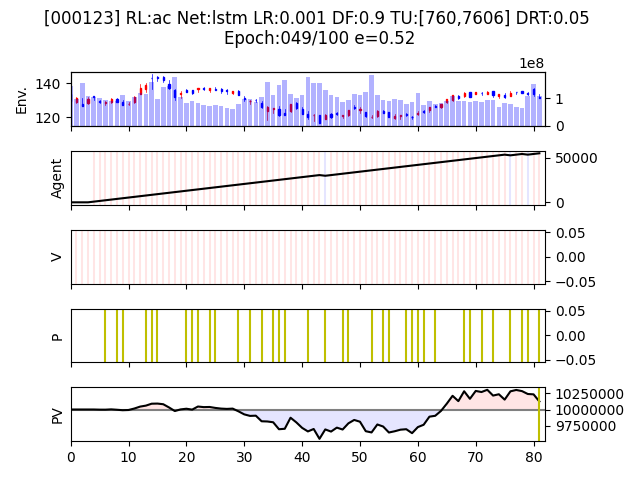 [000123] RL:ac Net:lstm LR:0.001 DF:0.9 TU:[760,7606] DRT:0.05
Epoch:049/100 e=0.52
1e8
Env.
140
120
1
0
Agent
50000
0
V
0.05
0.00
−0.05
P
0.05
0.00
−0.05
PV
10250000
10000000
9750000
0 10 20 30 40 50 60 70 80